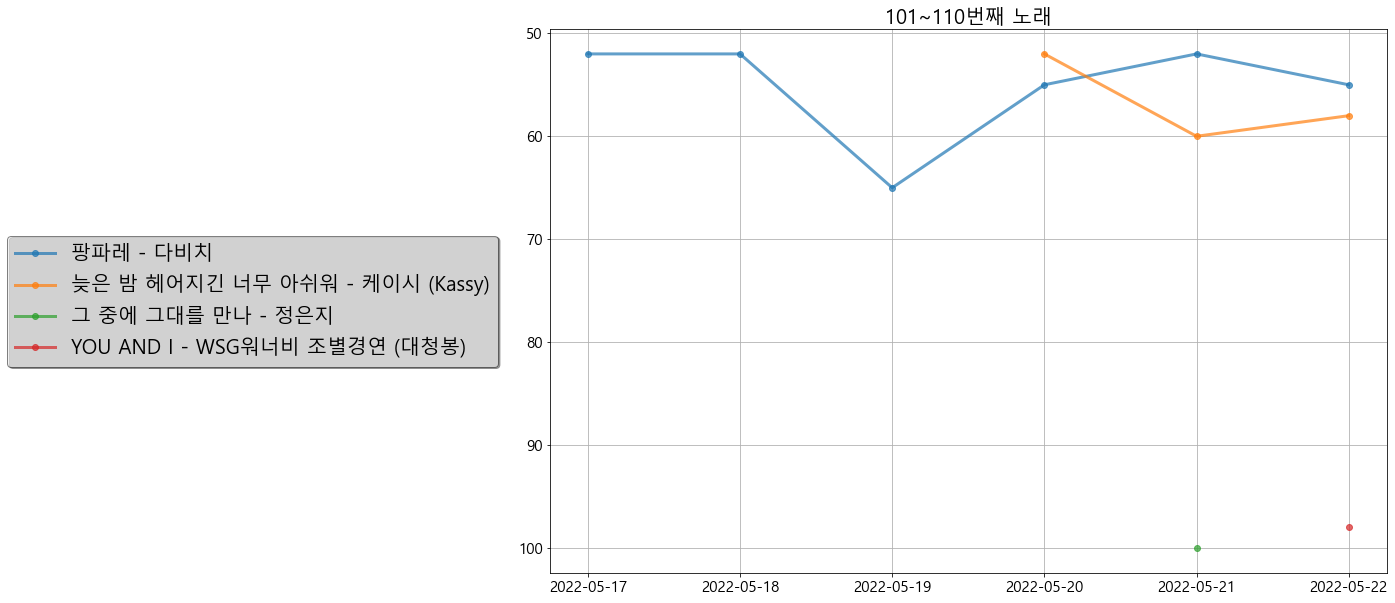 101~110번째 노래
팡파레 - 다비치
늦은 밤 헤어지긴 너무 아쉬워 - 케이시 (Kassy)
그 중에 그대를 만나 - 정은지
YOU AND I - WSG워너비 조별경연 (대청봉)
50
60
70
80
90
100
2022-05-17 2022-05-18 2022-05-19 2022-05-20 2022-05-21 2022-05-22